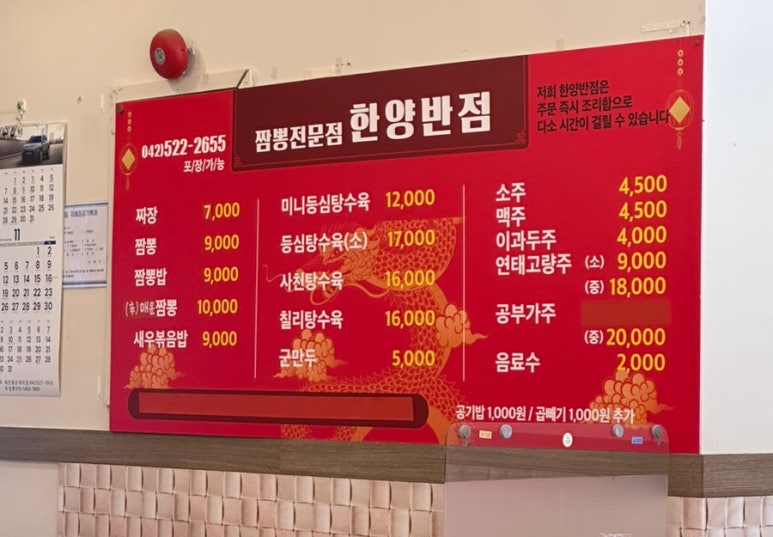 짬뽕전문점 한양반점
042)522-2655
포/장/가/능
저희 한양반점은
주문 즉시 조리함으로
다소 시간이 걸릴 수 있습니다
짜장 7,000
짬뽕 9,000
짬뽕밥 9,000
매운짬뽕 10,000
새우볶음밥 9,000
미니등심탕수육 12,000
등심탕수육(소) 17,000
사천탕수육 16,000
칠리탕수육 16,000
군만두 5,000
소주 4,500
맥주 4,500
이과두주 4,000
연태고량주 (소) 9,000
(중) 18,000
공부가주
(중) 20,000
음료수 2,000
공기밥 1,000원 / 곱빼기 1,000원 추가
11